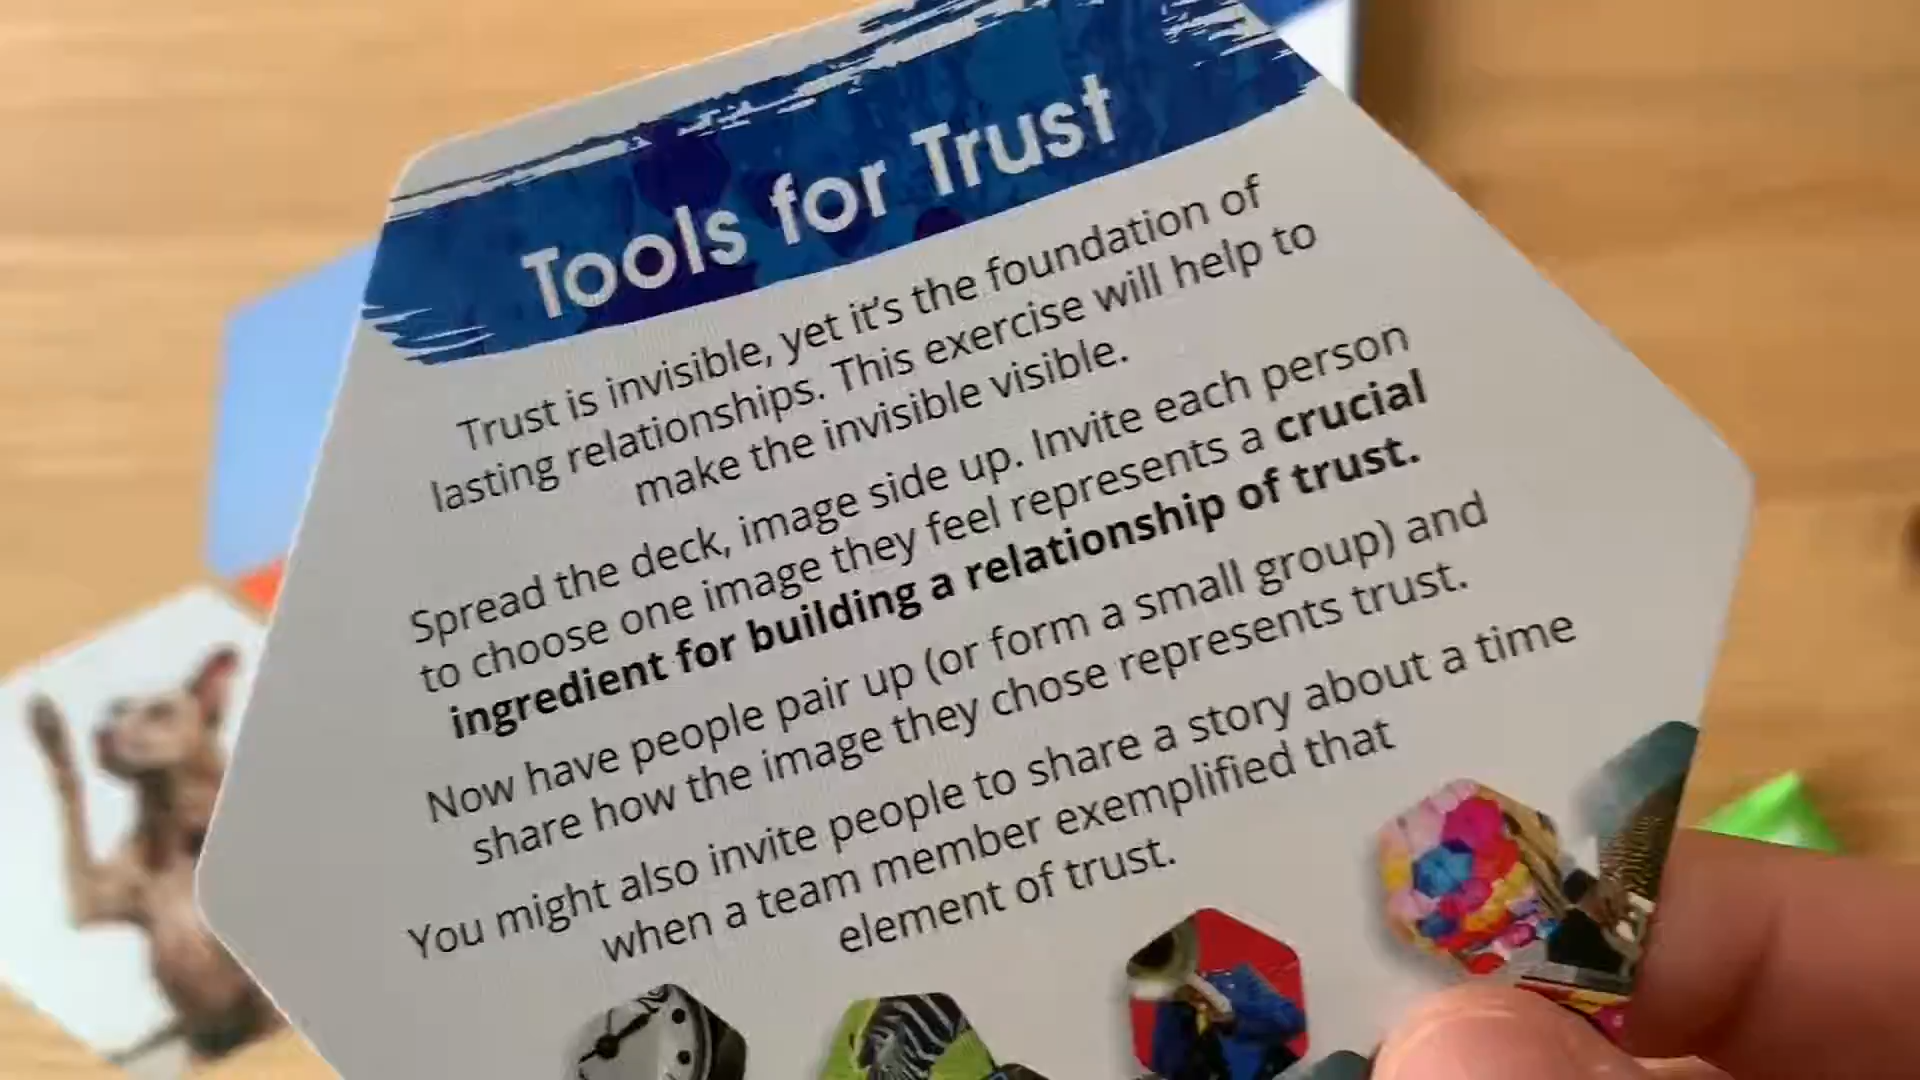 Tools for Trust
Trust is invisible, yet it's the foundation of
lasting relationships. This exercise will help to
make the invisible visible.
Spread the deck, image side up. Invite each person
to choose one image they feel represents a crucial
ingredient for building a relationship of trust.
Now have people pair up (or form a small group) and
share how the image they chose represents trust.
You might also invite people to share a story about a time
when a team member exemplified that
element of trust.